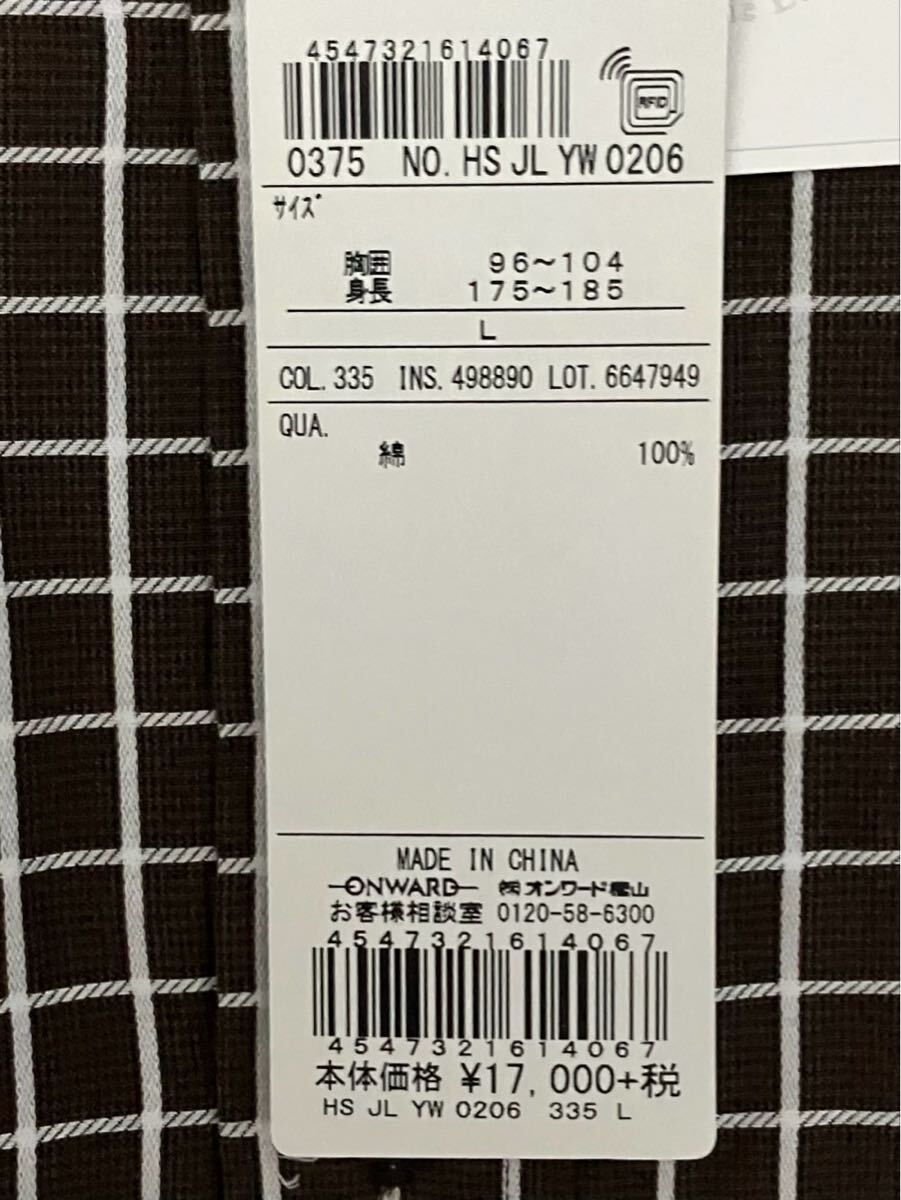 4547321614067
RFID
0375 NO. HS JL YW 0206
サイズ
胸囲 96〜104
身長 175〜185
L
COL. 335 INS. 498890 LOT. 6647949
QUA.
綿 100%
MADE IN CHINA
ONWARD ㈱オンワード樫山
お客様相談室 0120-58-6300
4547321614067
4547321614067
本体価格 ¥17,000+税
HS JL YW 0206 335 L